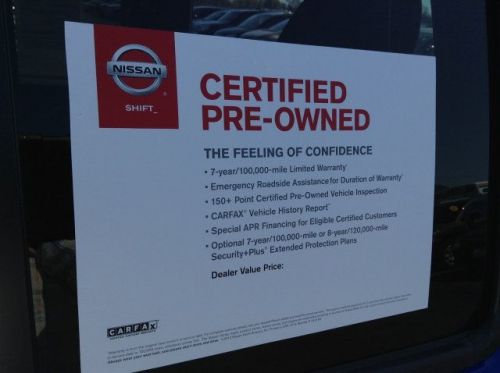 NISSAN
SHIFT_
CERTIFIED
PRE-OWNED
THE FEELING OF CONFIDENCE
• 7-year/100,000-mile Limited Warranty*
• Emergency Roadside Assistance for Duration of Warranty*
• 150+ Point Certified Pre-Owned Vehicle Inspection
• CARFAX® Vehicle History Report™
• Special APR Financing for Eligible Certified Customers
• Optional 7-year/100,000-mile or 8-year/120,000-mile
Security+Plus® Extended Protection Plans
Dealer Value Price:
CARFAX